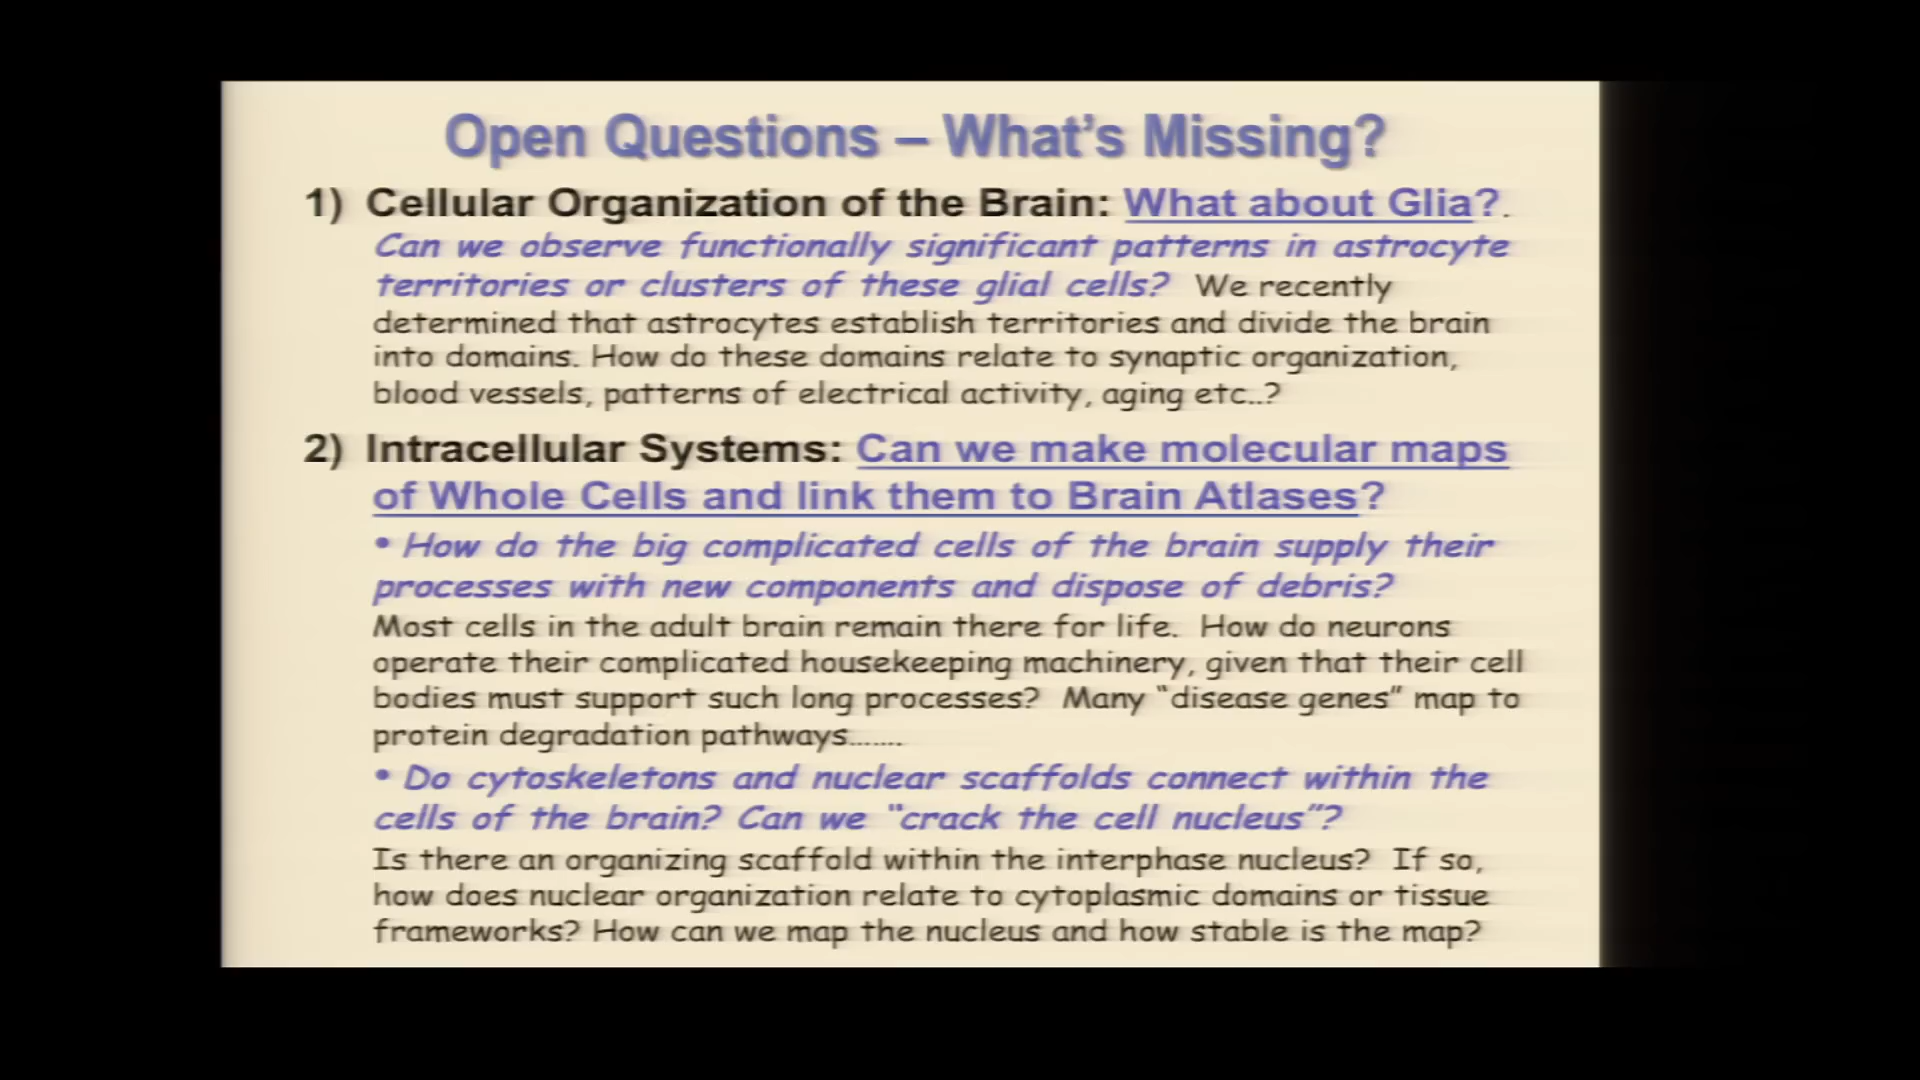 Open Questions – What's Missing?
1) Cellular Organization of the Brain: What about Glia?.
Can we observe functionally significant patterns in astrocyte
territories or clusters of these glial cells? We recently
determined that astrocytes establish territories and divide the brain
into domains. How do these domains relate to synaptic organization,
blood vessels, patterns of electrical activity, aging etc..?
2) Intracellular Systems: Can we make molecular maps
of Whole Cells and link them to Brain Atlases?
• How do the big complicated cells of the brain supply their
processes with new components and dispose of debris?
Most cells in the adult brain remain there for life. How do neurons
operate their complicated housekeeping machinery, given that their cell
bodies must support such long processes? Many “disease genes” map to
protein degradation pathways…….
• Do cytoskeletons and nuclear scaffolds connect within the
cells of the brain? Can we “crack the cell nucleus”?
Is there an organizing scaffold within the interphase nucleus? If so,
how does nuclear organization relate to cytoplasmic domains or tissue
frameworks? How can we map the nucleus and how stable is the map?